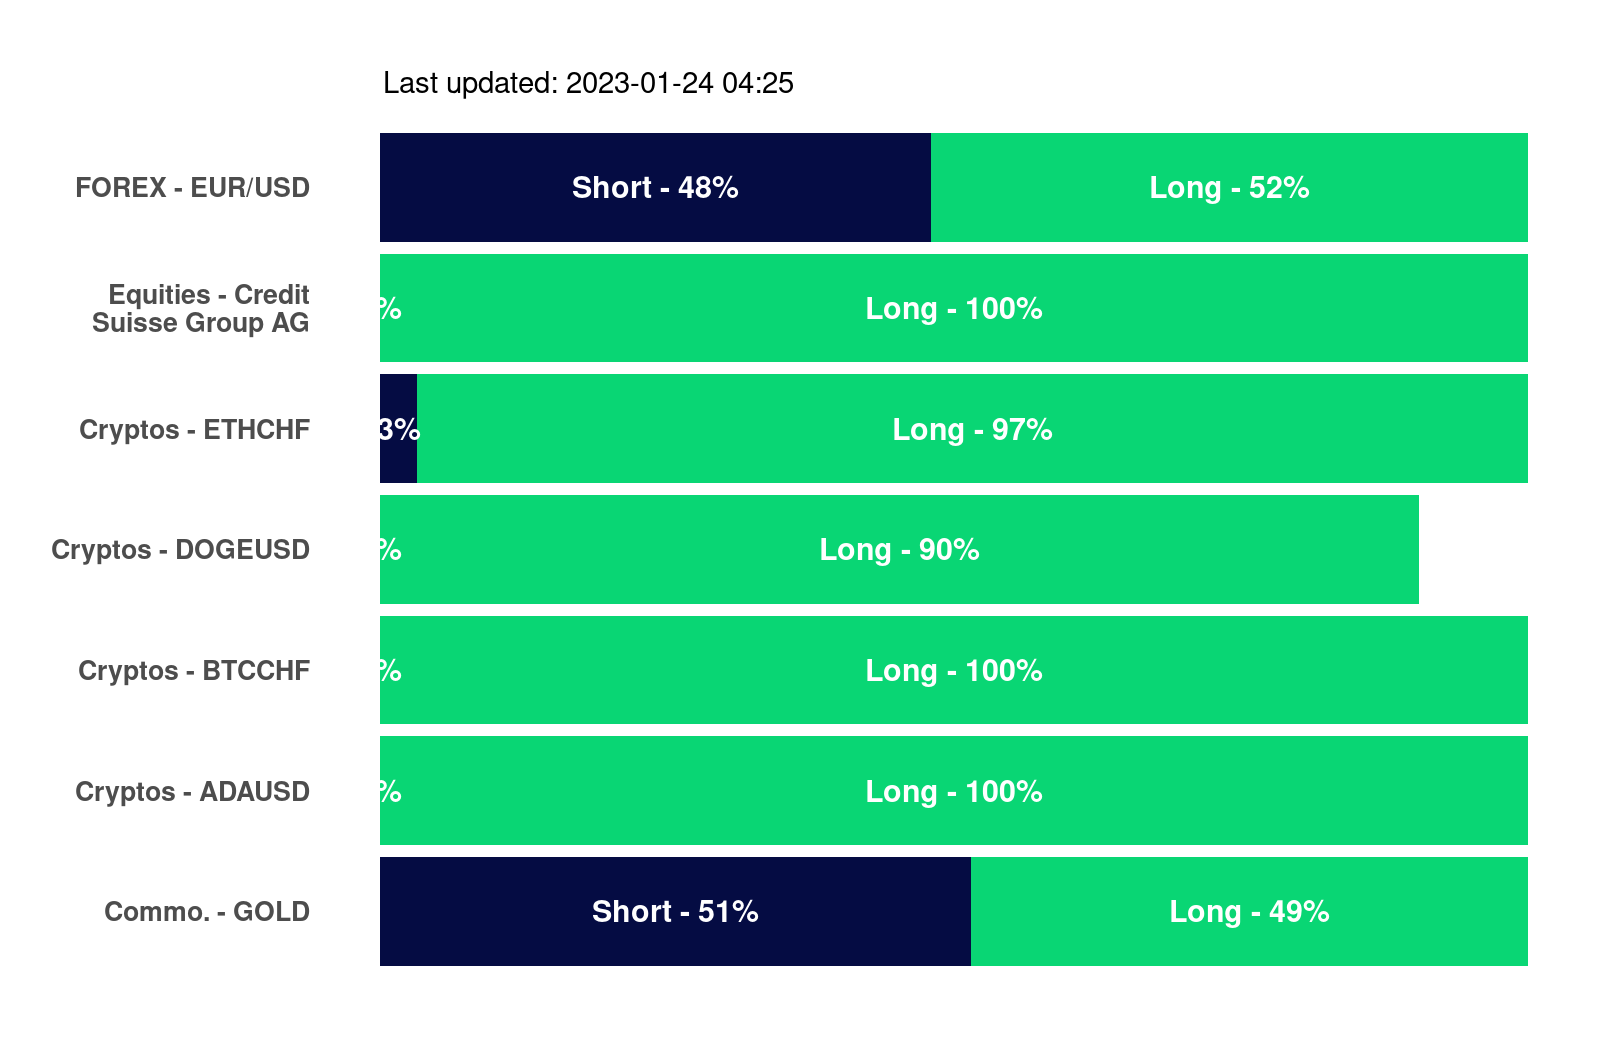 Last updated: 2023-01-24 04:25
FOREX - EUR/USD
Short - 48%
Long - 52%
Equities - Credit
Suisse Group AG
%
Long - 100%
Cryptos - ETHCHF
3%
Long - 97%
Cryptos - DOGEUSD
%
Long - 90%
Cryptos - BTCCHF
%
Long - 100%
Cryptos - ADAUSD
%
Long - 100%
Commo. - GOLD
Short - 51%
Long - 49%